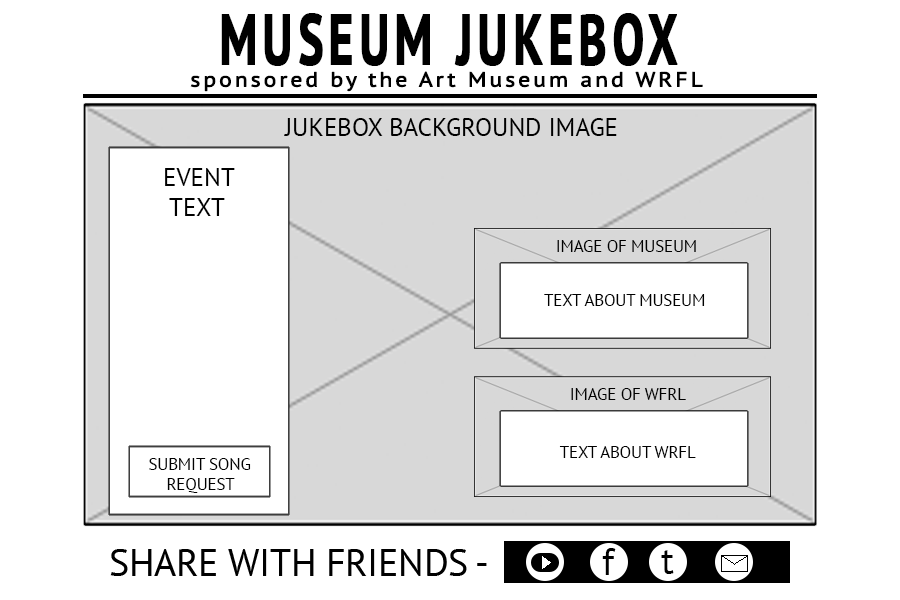 MUSEUM JUKEBOX
sponsored by the Art Museum and WRFL
JUKEBOX BACKGROUND IMAGE
EVENT
TEXT
SUBMIT SONG
REQUEST
IMAGE OF MUSEUM
TEXT ABOUT MUSEUM
IMAGE OF WFRL
TEXT ABOUT WRFL
SHARE WITH FRIENDS - f t